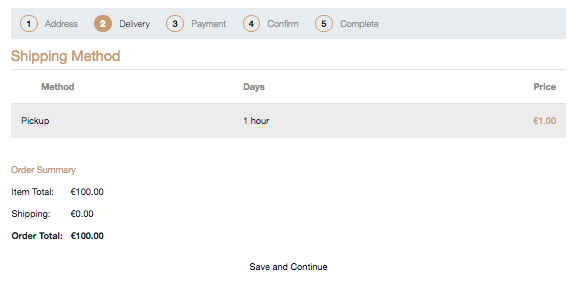 1 Address 2 Delivery 3 Payment 4 Confirm 5 Complete
Shipping Method
Method Days Price
Pickup 1 hour €1.00
Order Summary
Item Total: €100.00
Shipping: €0.00
Order Total: €100.00
Save and Continue